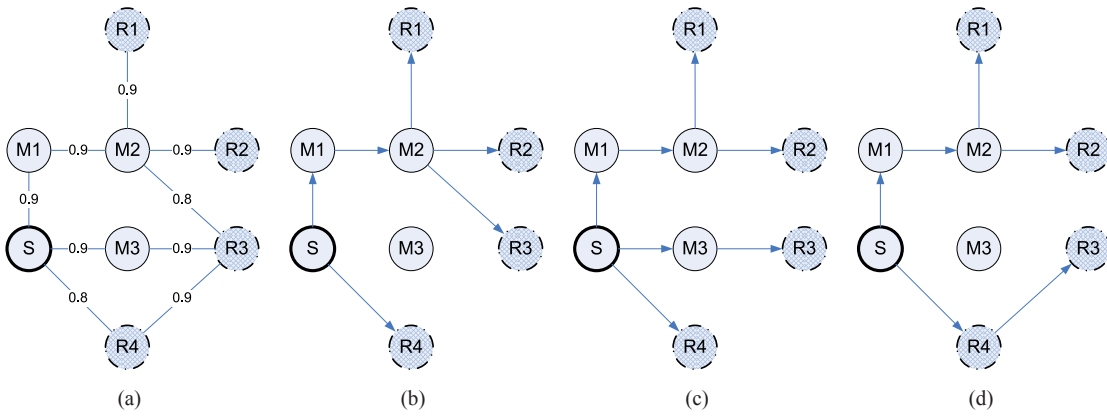 R1 R1 R1 R1
0.9
M1 0.9 M2 0.9 R2 M1 M2 R2 M1 M2 R2 M1 M2 R2
0.9 0.8
S 0.9 M3 0.9 R3 S M3 R3 S M3 R3 S M3 R3
0.8 0.9
R4 R4 R4 R4
(a) (b) (c) (d)